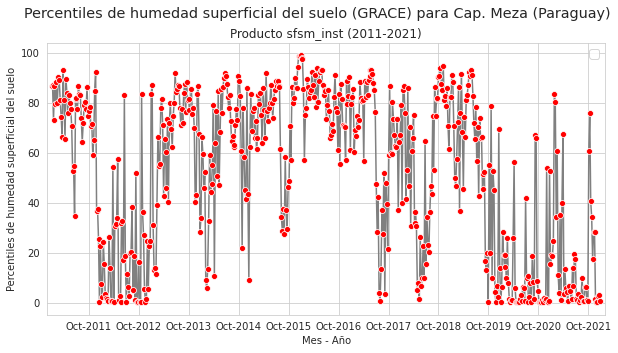 Percentiles de humedad superficial del suelo (GRACE) para Cap. Meza (Paraguay)
Producto sfsm_inst (2011-2021)
Percentiles de humedad superficial del suelo
100
80
60
40
20
0
Oct-2011 Oct-2012 Oct-2013 Oct-2014 Oct-2015 Oct-2016 Oct-2017 Oct-2018 Oct-2019 Oct-2020 Oct-2021
Mes - Año